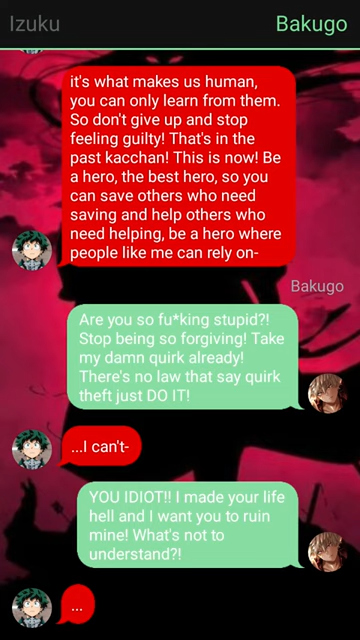 Izuku
Bakugo
it's what makes us human,
you can only learn from them.
So don't give up and stop
feeling guilty! That's in the
past kacchan! This is now! Be
a hero, the best hero, so you
can save others who need
saving and help others who
need helping, be a hero where
people like me can rely on-
Bakugo
Are you so fu*king stupid?!
Stop being so forgiving! Take
my damn quirk already!
There's no law that say quirk
theft just DO IT!
...I can't-
YOU IDIOT!! I made your life
hell and I want you to ruin
mine! What's not to
understand?!
...